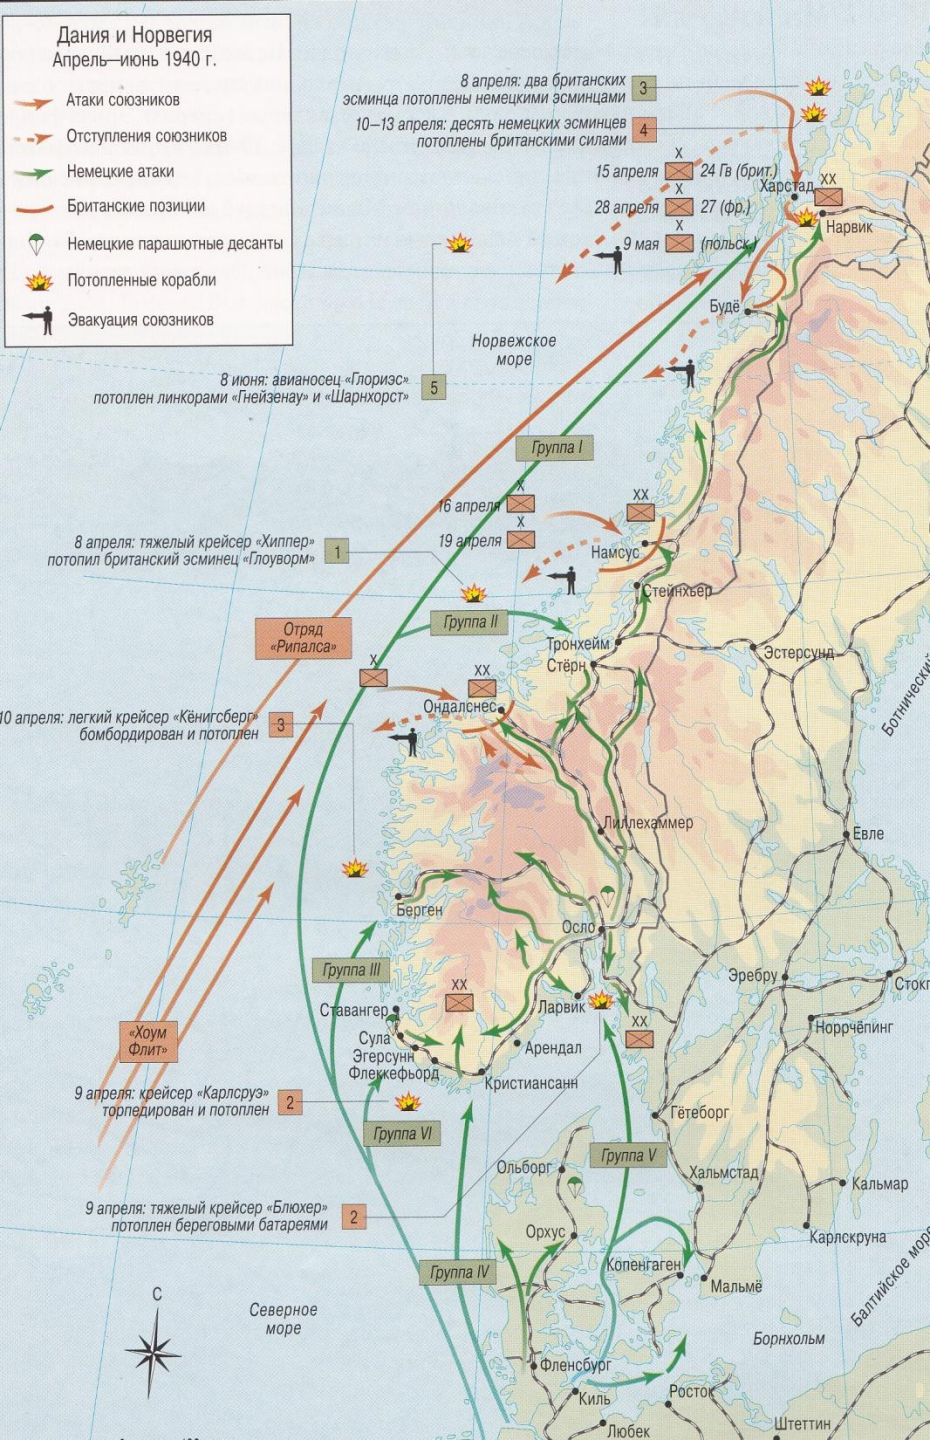 Дания и Норвегия
Апрель—июнь 1940 г.
Атаки союзников
Отступления союзников
Немецкие атаки
Британские позиции
Немецкие парашютные десанты
Потопленные корабли
Эвакуация союзников
8 апреля: два британских
эсминца потоплены немецкими эсминцами
3
10–13 апреля: десять немецких эсминцев
потоплены британскими силами
4
X
15 апреля 24 Гв (брит.)
X
28 апреля 27 (фр.)
X
9 мая (польск.)
Харстад
XX
Нарвик
Будё
Норвежское
море
8 июня: авианосец «Глориэс»
потоплен линкорами «Гнейзенау» и «Шарнхорст»
5
Группа I
X
16 апреля
X
19 апреля
XX
Намсус
8 апреля: тяжелый крейсер «Хиппер»
потопил британский эсминец «Глоуворм»
1
Стейнхьер
Группа II
Отряд
«Рипалса»
Тронхейм
Стёрн
Эстерсунд
X
XX
Ондалснес
10 апреля: легкий крейсер «Кёнигсберг»
бомбордирован и потоплен
3
Лиллехаммер
Евле
Берген
Осло
Группа III
Эребру
Ставангер
XX
Ларвик
XX
Норрчёпинг
Сула
Эгерсунн
Флеккефьорд
Арендал
Кристиансанн
«Хоум
Флит»
9 апреля: крейсер «Карлсруэ»
торпедирован и потоплен
2
Гётеборг
Группа VI
Группа V
Ольборг
Хальмстад
Кальмар
9 апреля: тяжелый крейсер «Блюхер»
потоплен береговыми батареями
2
Орхус
Карлскруна
Группа IV
Копенгаген
Мальмё
Балтийское море
С
Северное
море
Борнхольм
Фленсбург
Киль
Росток
Любек
Штеттин